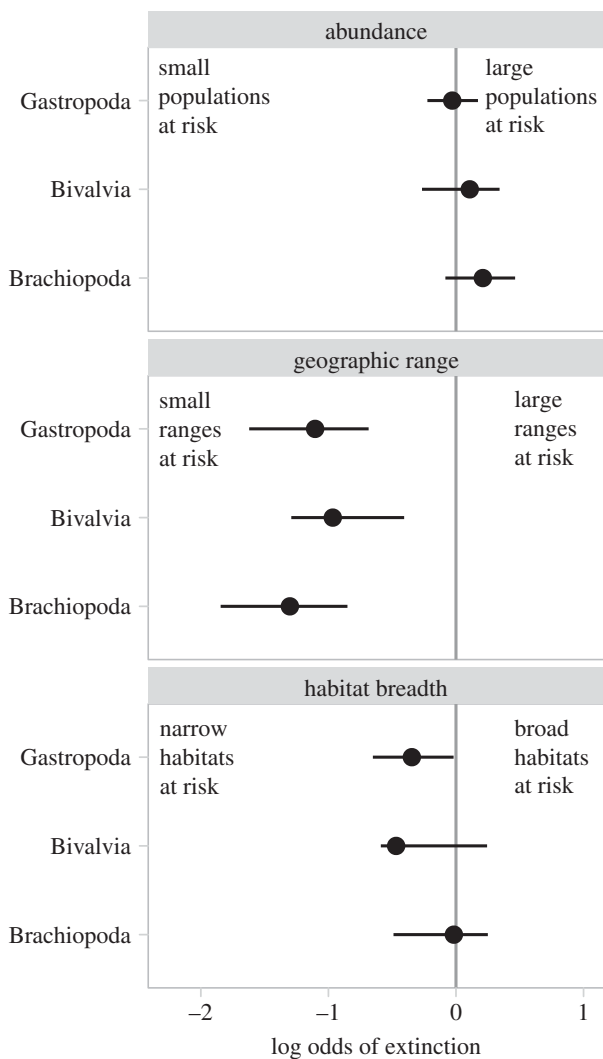 abundance
small
populations
at risk
large
populations
at risk
Gastropoda
Bivalvia
Brachiopoda
geographic range
small
ranges
at risk
large
ranges
at risk
Gastropoda
Bivalvia
Brachiopoda
habitat breadth
narrow
habitats
at risk
broad
habitats
at risk
Gastropoda
Bivalvia
Brachiopoda
−2 −1 0 1
log odds of extinction